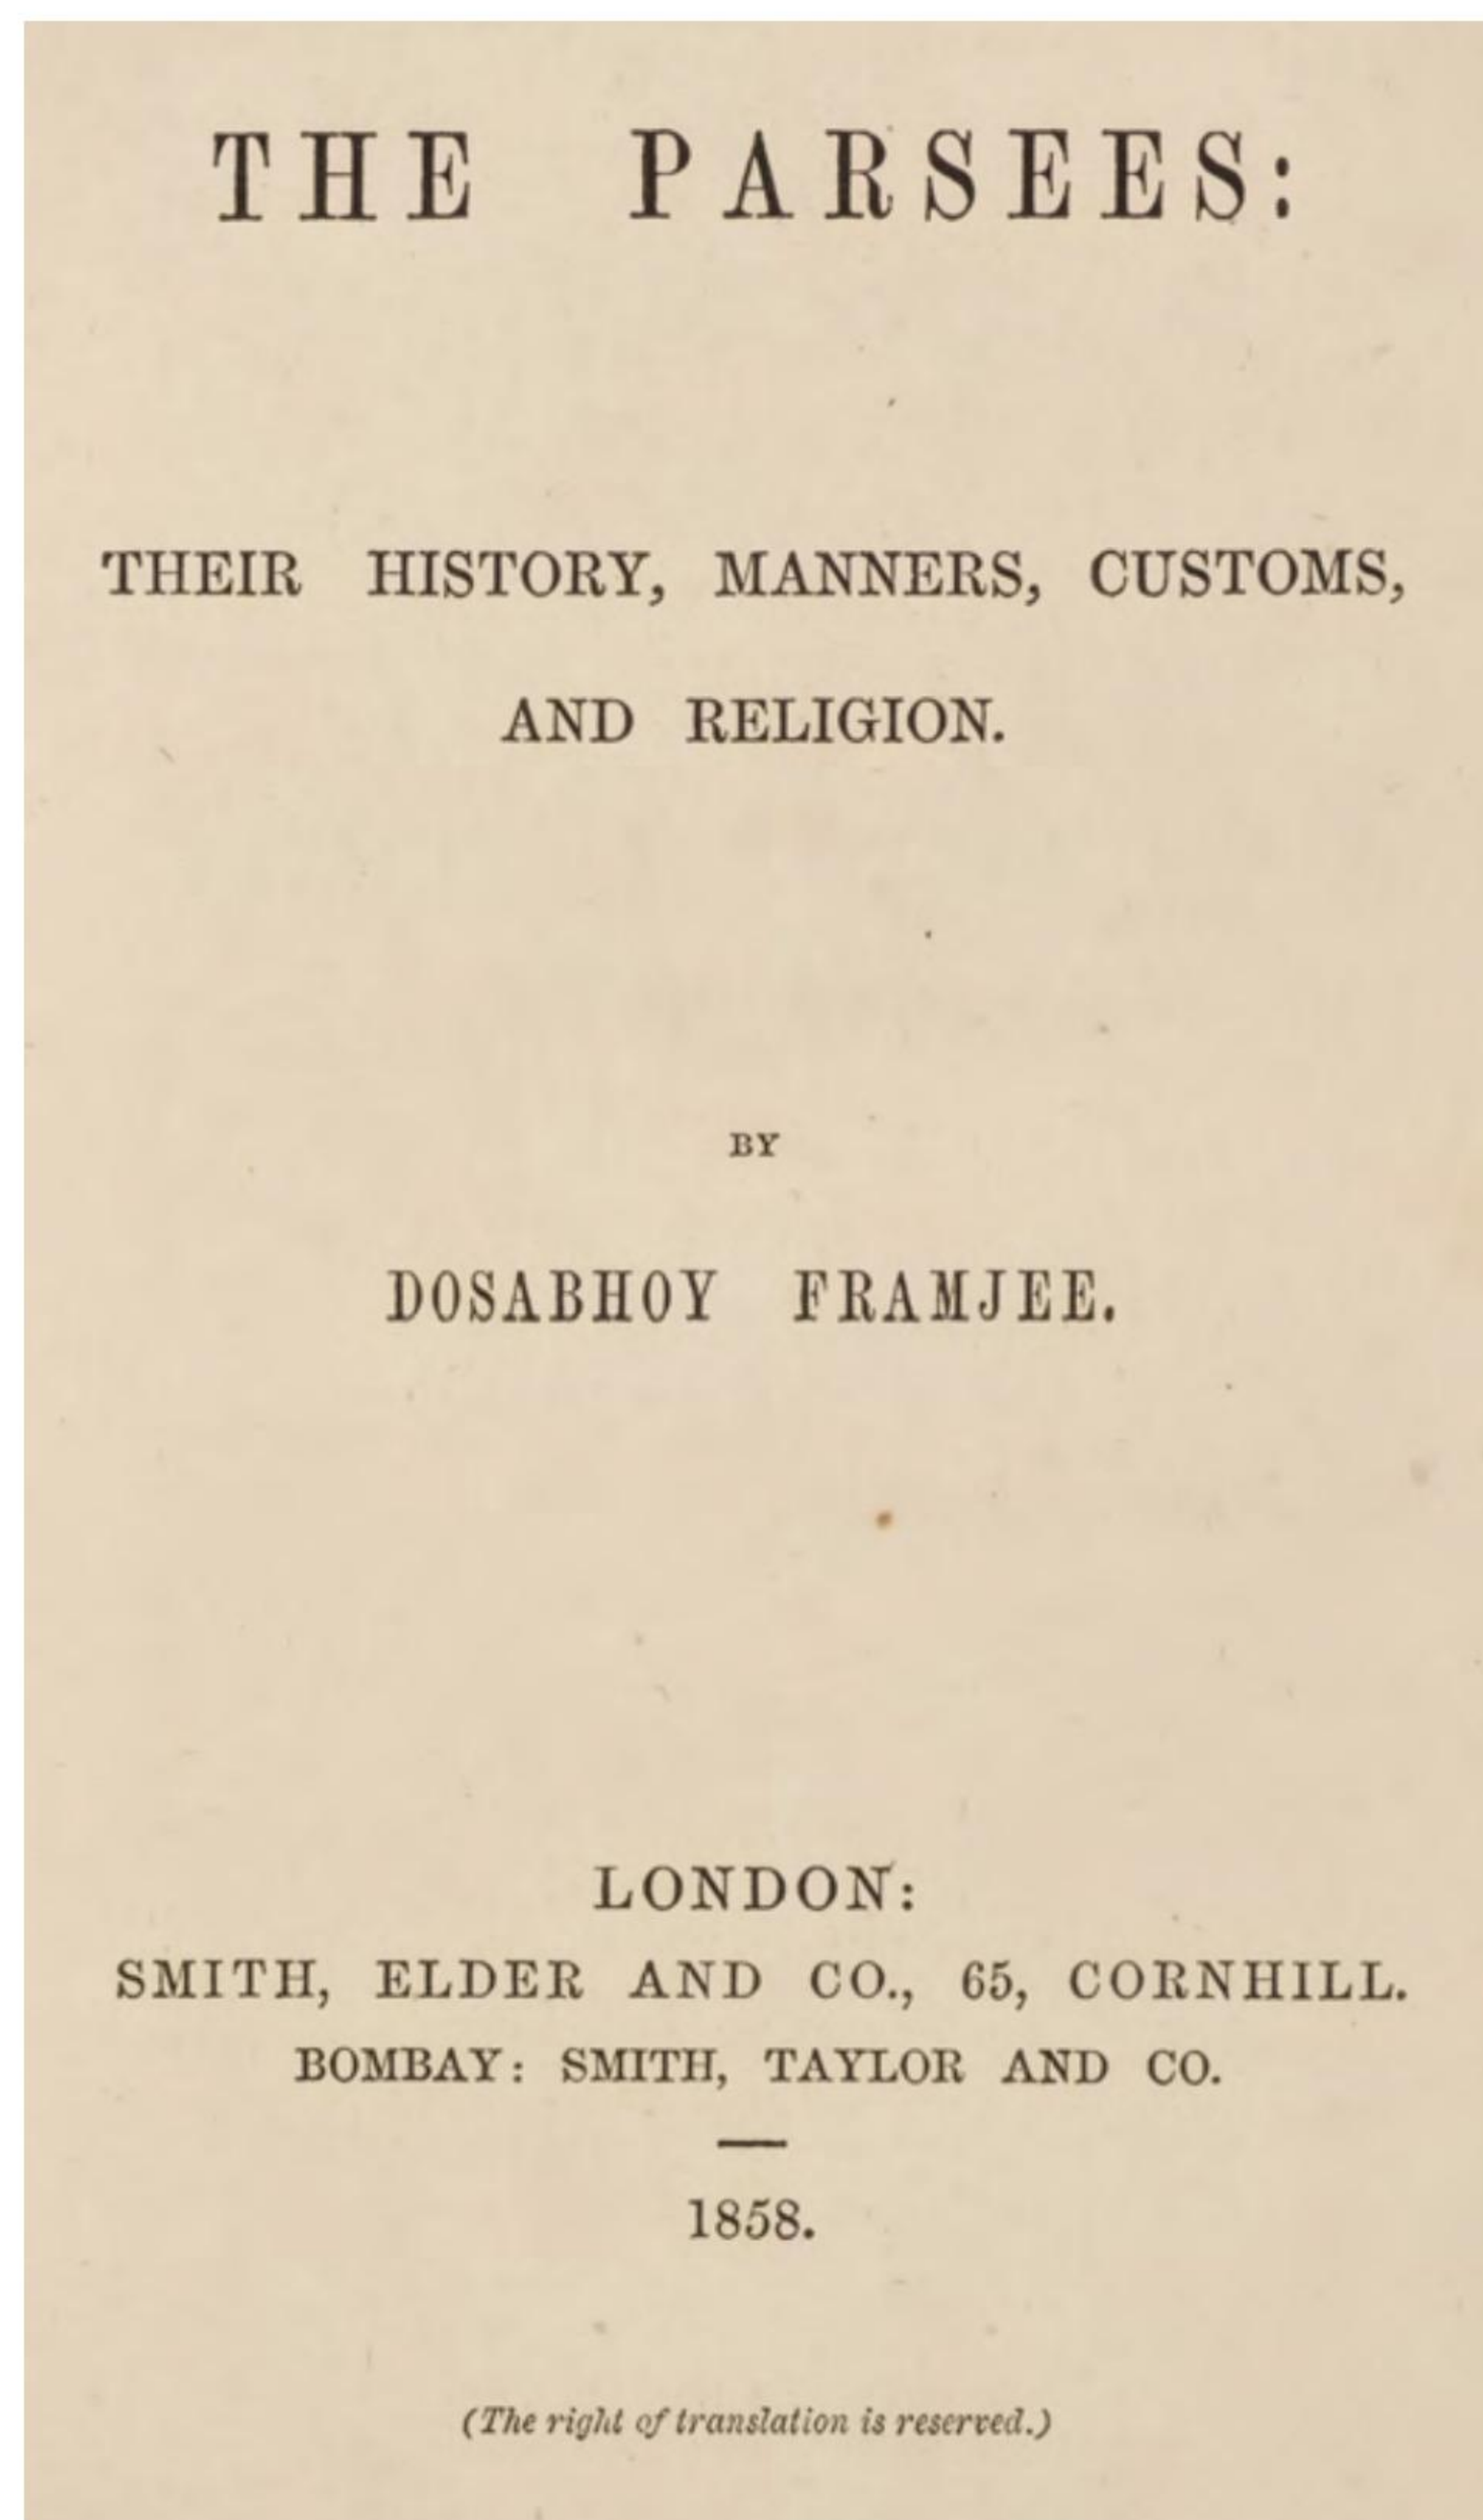 THE PARSEES:
THEIR HISTORY, MANNERS, CUSTOMS,
AND RELIGION.
BY
DOSABHOY FRAMJEE.
LONDON:
SMITH, ELDER AND CO., 65, CORNHILL.
BOMBAY: SMITH, TAYLOR AND CO.
1858.
(The right of translation is reserved.)